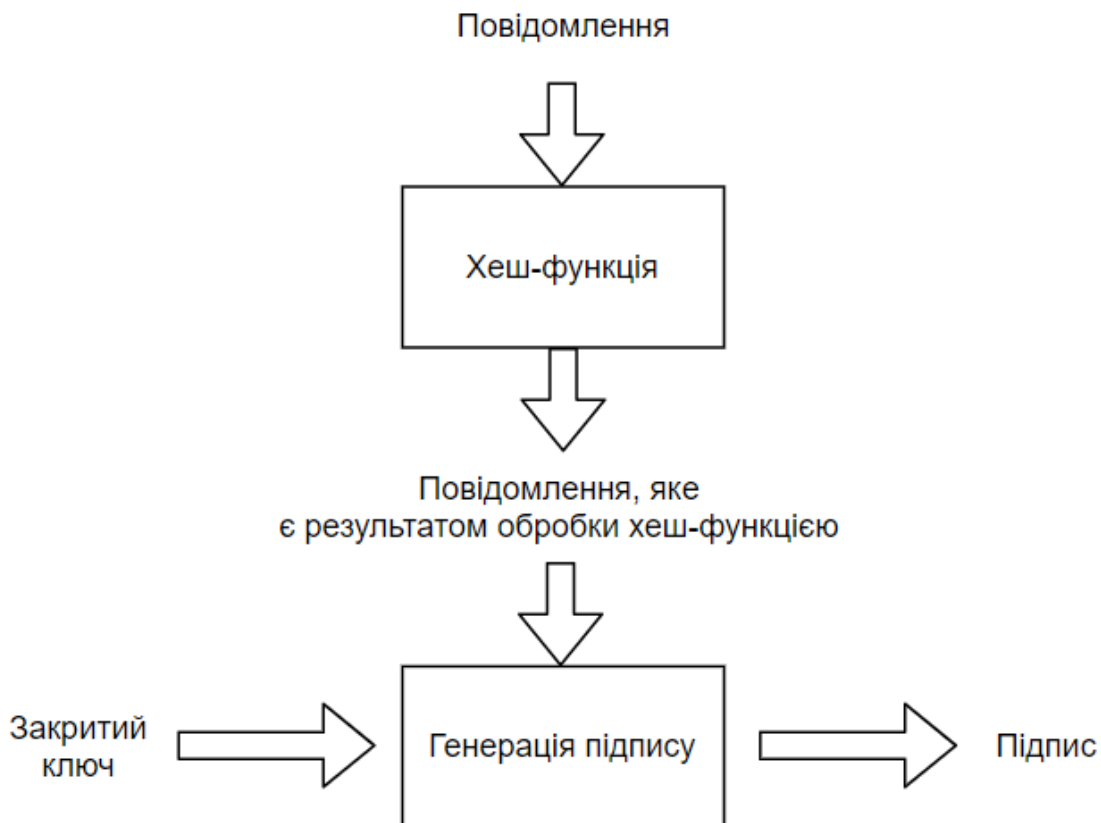 Повідомлення
Хеш-функція
Повідомлення, яке
є результатом обробки хеш-функцією
Закритий
ключ
Генерація підпису
Підпис